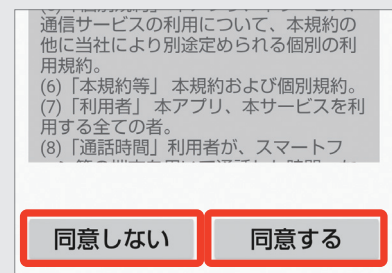 通信サービスの利用について、本規約の
他に当社により別途定められる個別の利
用規約。
(6)「本規約等」 本規約および個別規約。
(7)「利用者」 本アプリ、本サービスを利
用する全ての者。
(8)「通話時間」利用者が、スマートフ
同意しない
同意する